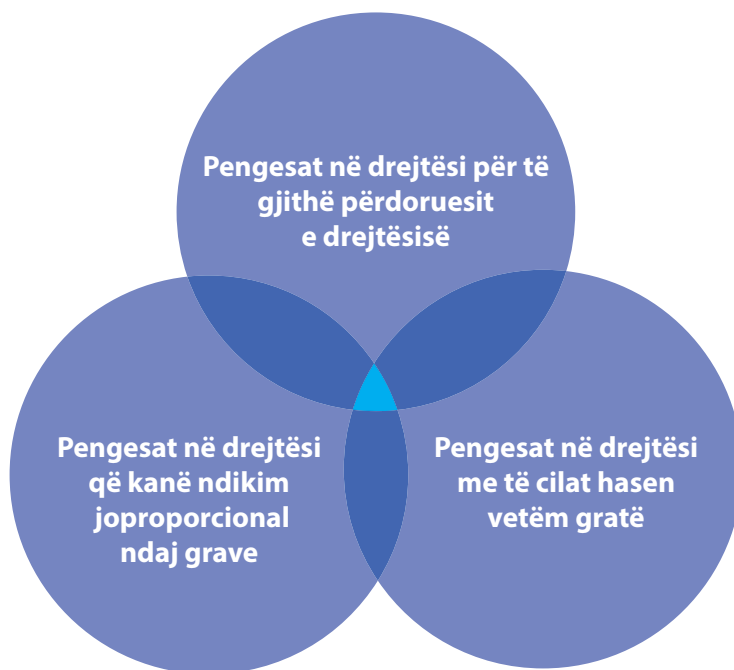 Pengesat në drejtësi për të
gjithë përdoruesit
e drejtësisë
Pengesat në drejtësi
që kanë ndikim
joproporcional
ndaj grave
Pengesat në drejtësi
me të cilat hasen
vetëm gratë